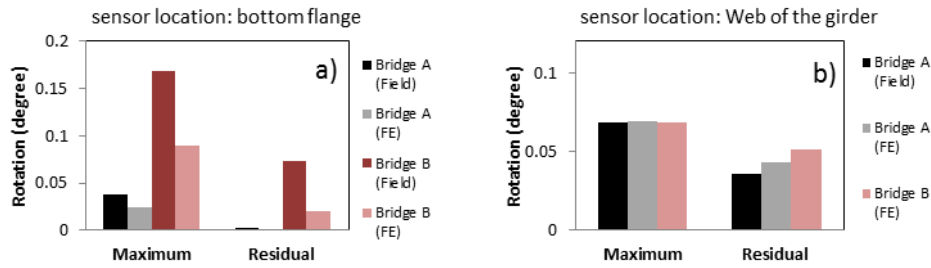 sensor location: bottom flange
0.2
0.15
0.1
0.05
0
Rotation (degree)
a)
Maximum
Residual
Bridge A
(Field)
Bridge A
(FE)
Bridge B
(Field)
Bridge B
(FE)
sensor location: Web of the girder
0.1
0.05
0
Rotation (degree)
b)
Maximum
Residual
Bridge A
(Field)
Bridge A
(FE)
Bridge B
(FE)